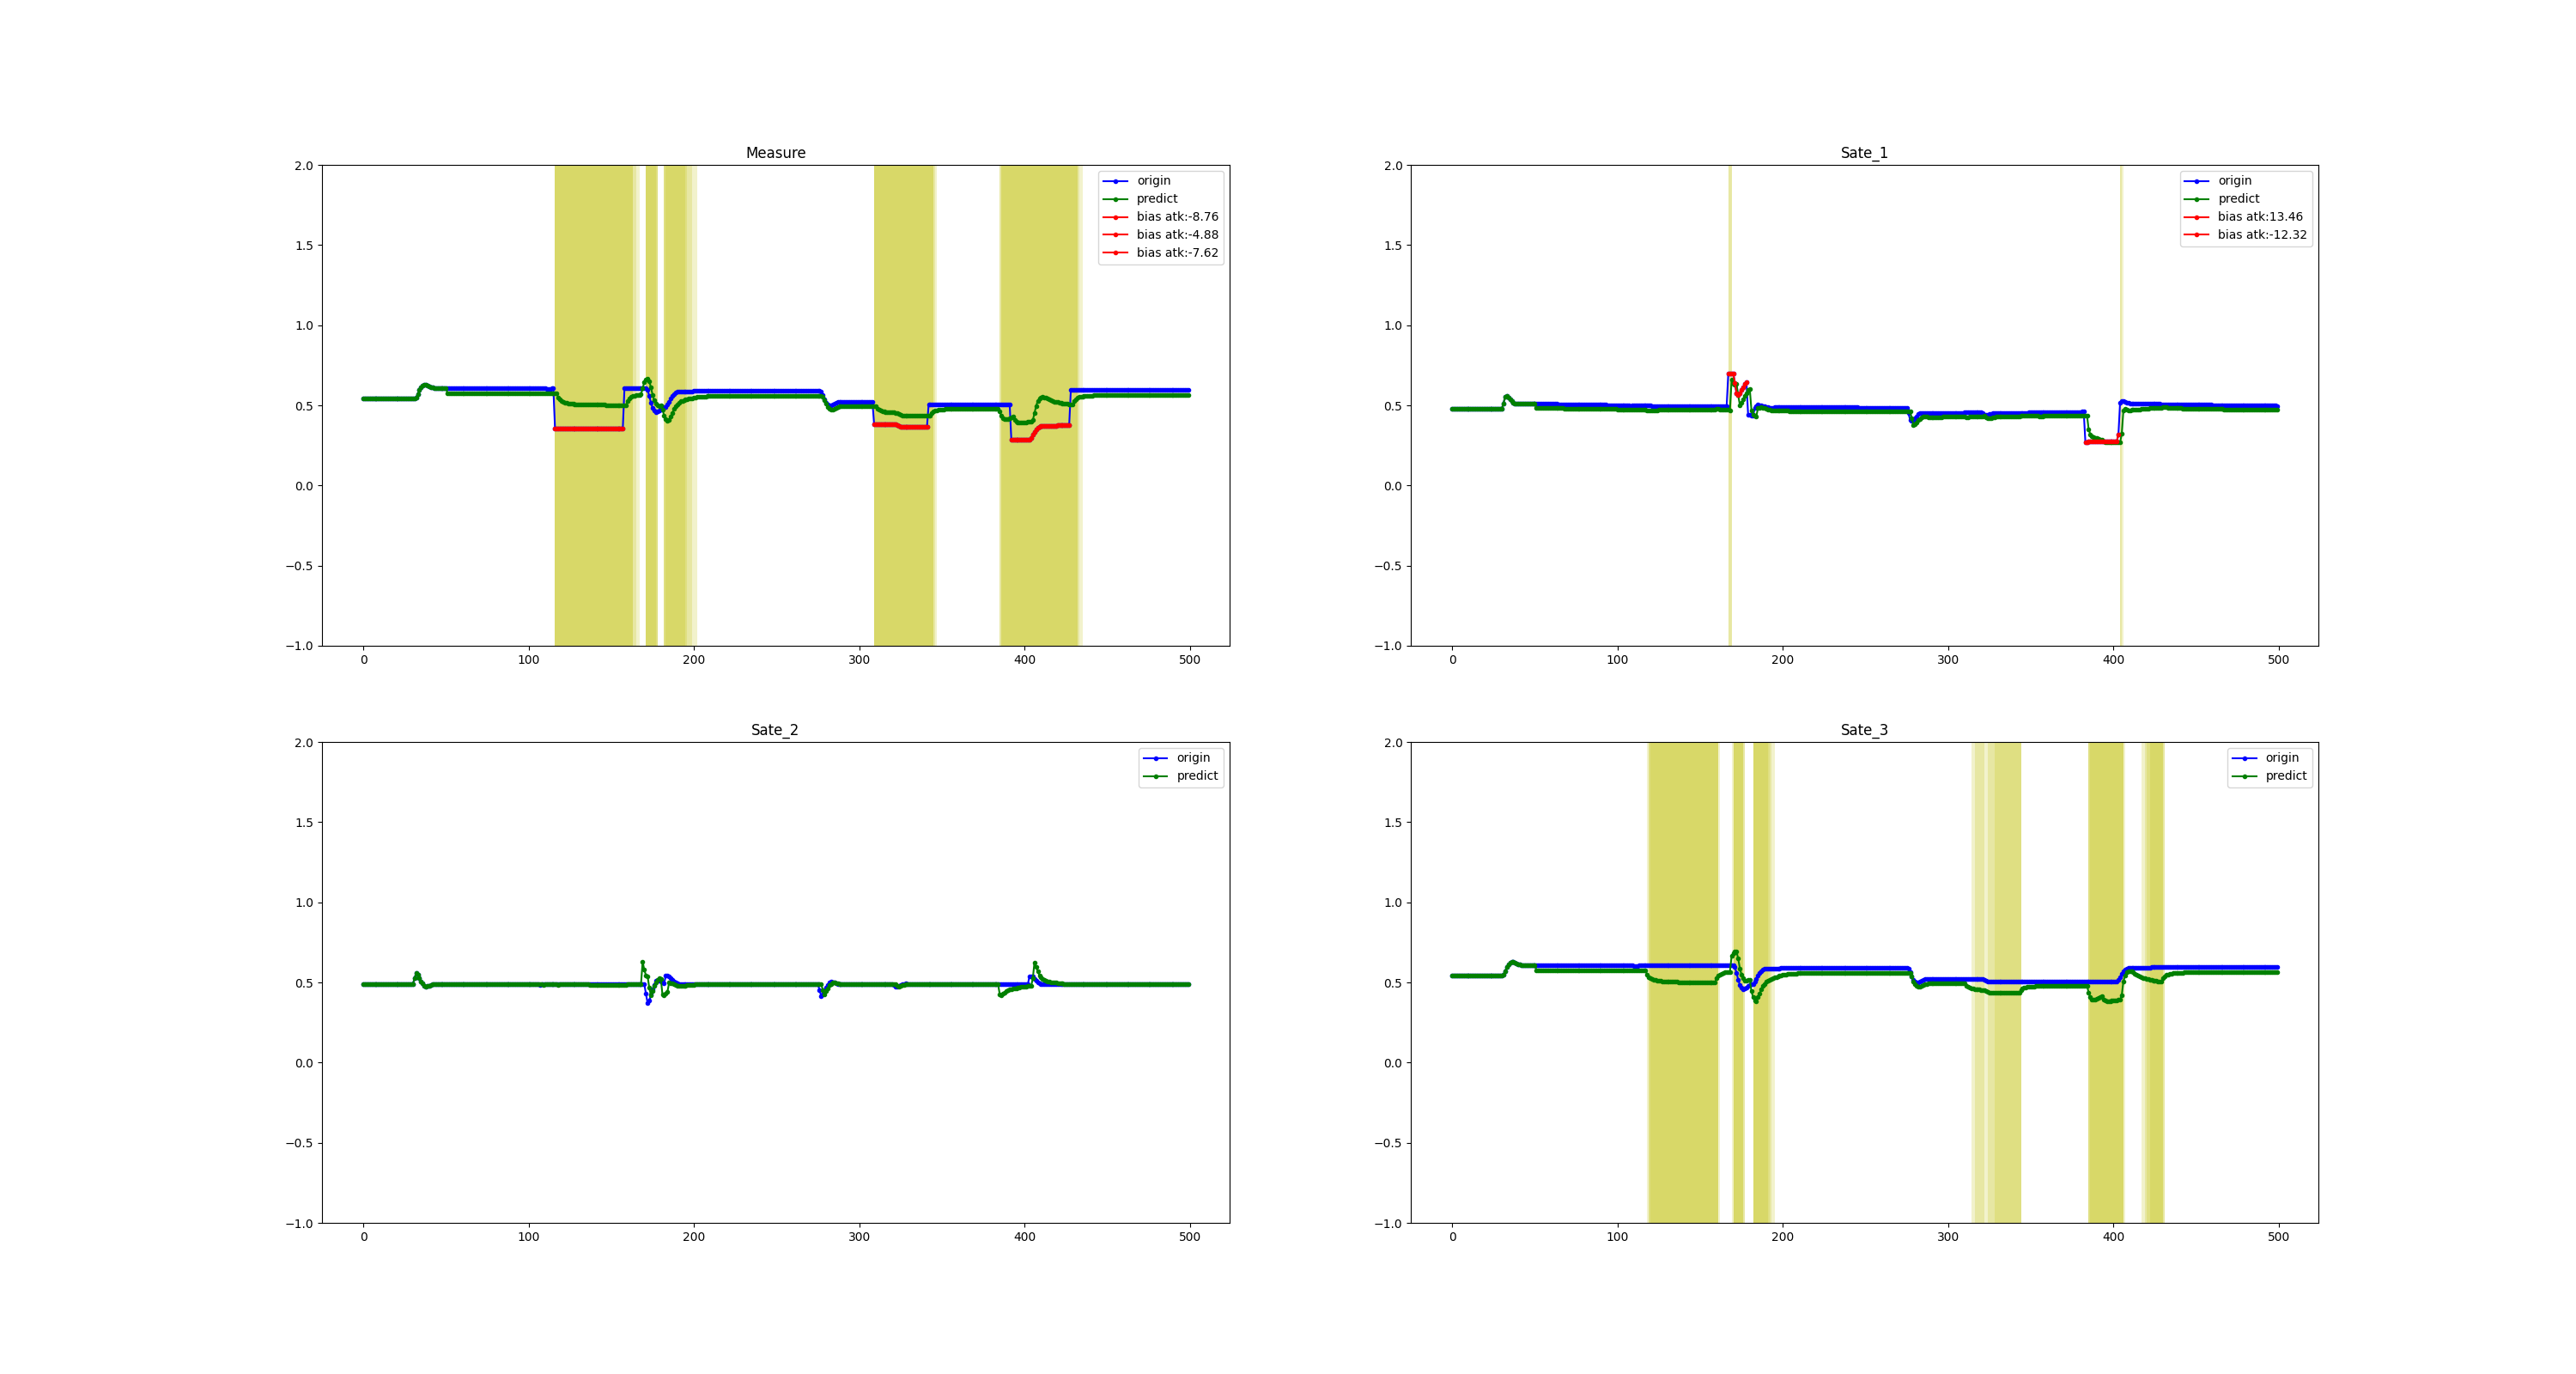 Measure
2.0
1.5
1.0
0.5
0.0
−0.5
−1.0
0 100 200 300 400 500
origin
predict
bias atk:-8.76
bias atk:-4.88
bias atk:-7.62
Sate_1
2.0
1.5
1.0
0.5
0.0
−0.5
−1.0
0 100 200 300 400 500
origin
predict
bias atk:13.46
bias atk:-12.32
Sate_2
2.0
1.5
1.0
0.5
0.0
−0.5
−1.0
0 100 200 300 400 500
origin
predict
Sate_3
2.0
1.5
1.0
0.5
0.0
−0.5
−1.0
0 100 200 300 400 500
origin
predict